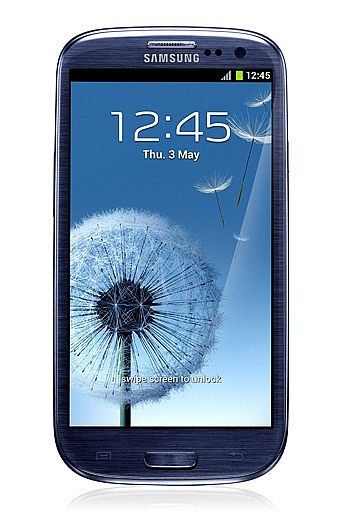 SAMSUNG
12:45
12:45
Thu. 3 May
swipe screen to unlock